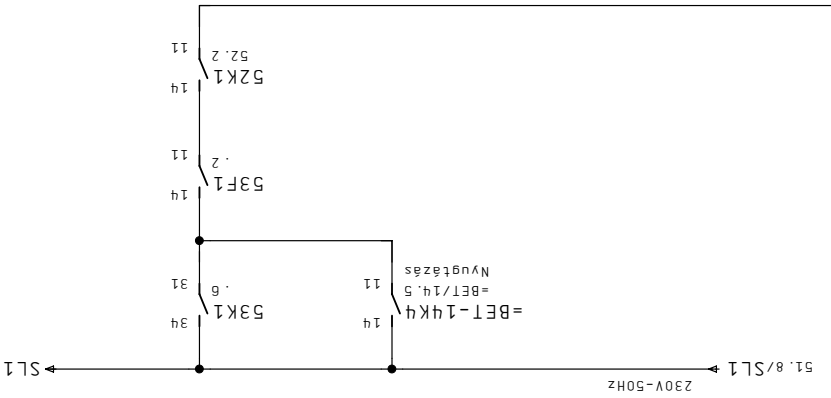 230V-50Hz
51.8/SL1
SL1
=BET-14K4
14
=BET/14.5
11
Nyugtázás
53K1
34
.6
31
53F1
14
.2
11
52K1
14
52.2
11